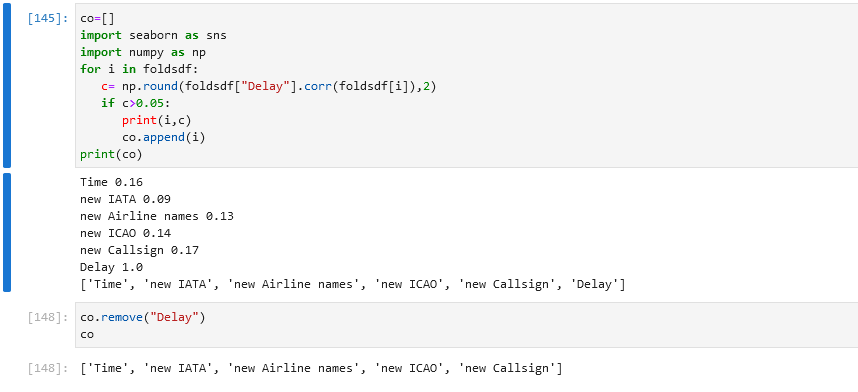 [145]: co=[]
import seaborn as sns
import numpy as np
for i in foldsdf:
   c= np.round(foldsdf["Delay"].corr(foldsdf[i]),2)
   if c>0.05:
      print(i,c)
      co.append(i)
print(co)
Time 0.16
new IATA 0.09
new Airline names 0.13
new ICAO 0.14
new Callsign 0.17
Delay 1.0
['Time', 'new IATA', 'new Airline names', 'new ICAO', 'new Callsign', 'Delay']
[148]: co.remove("Delay")
co
[148]: ['Time', 'new IATA', 'new Airline names', 'new ICAO', 'new Callsign']